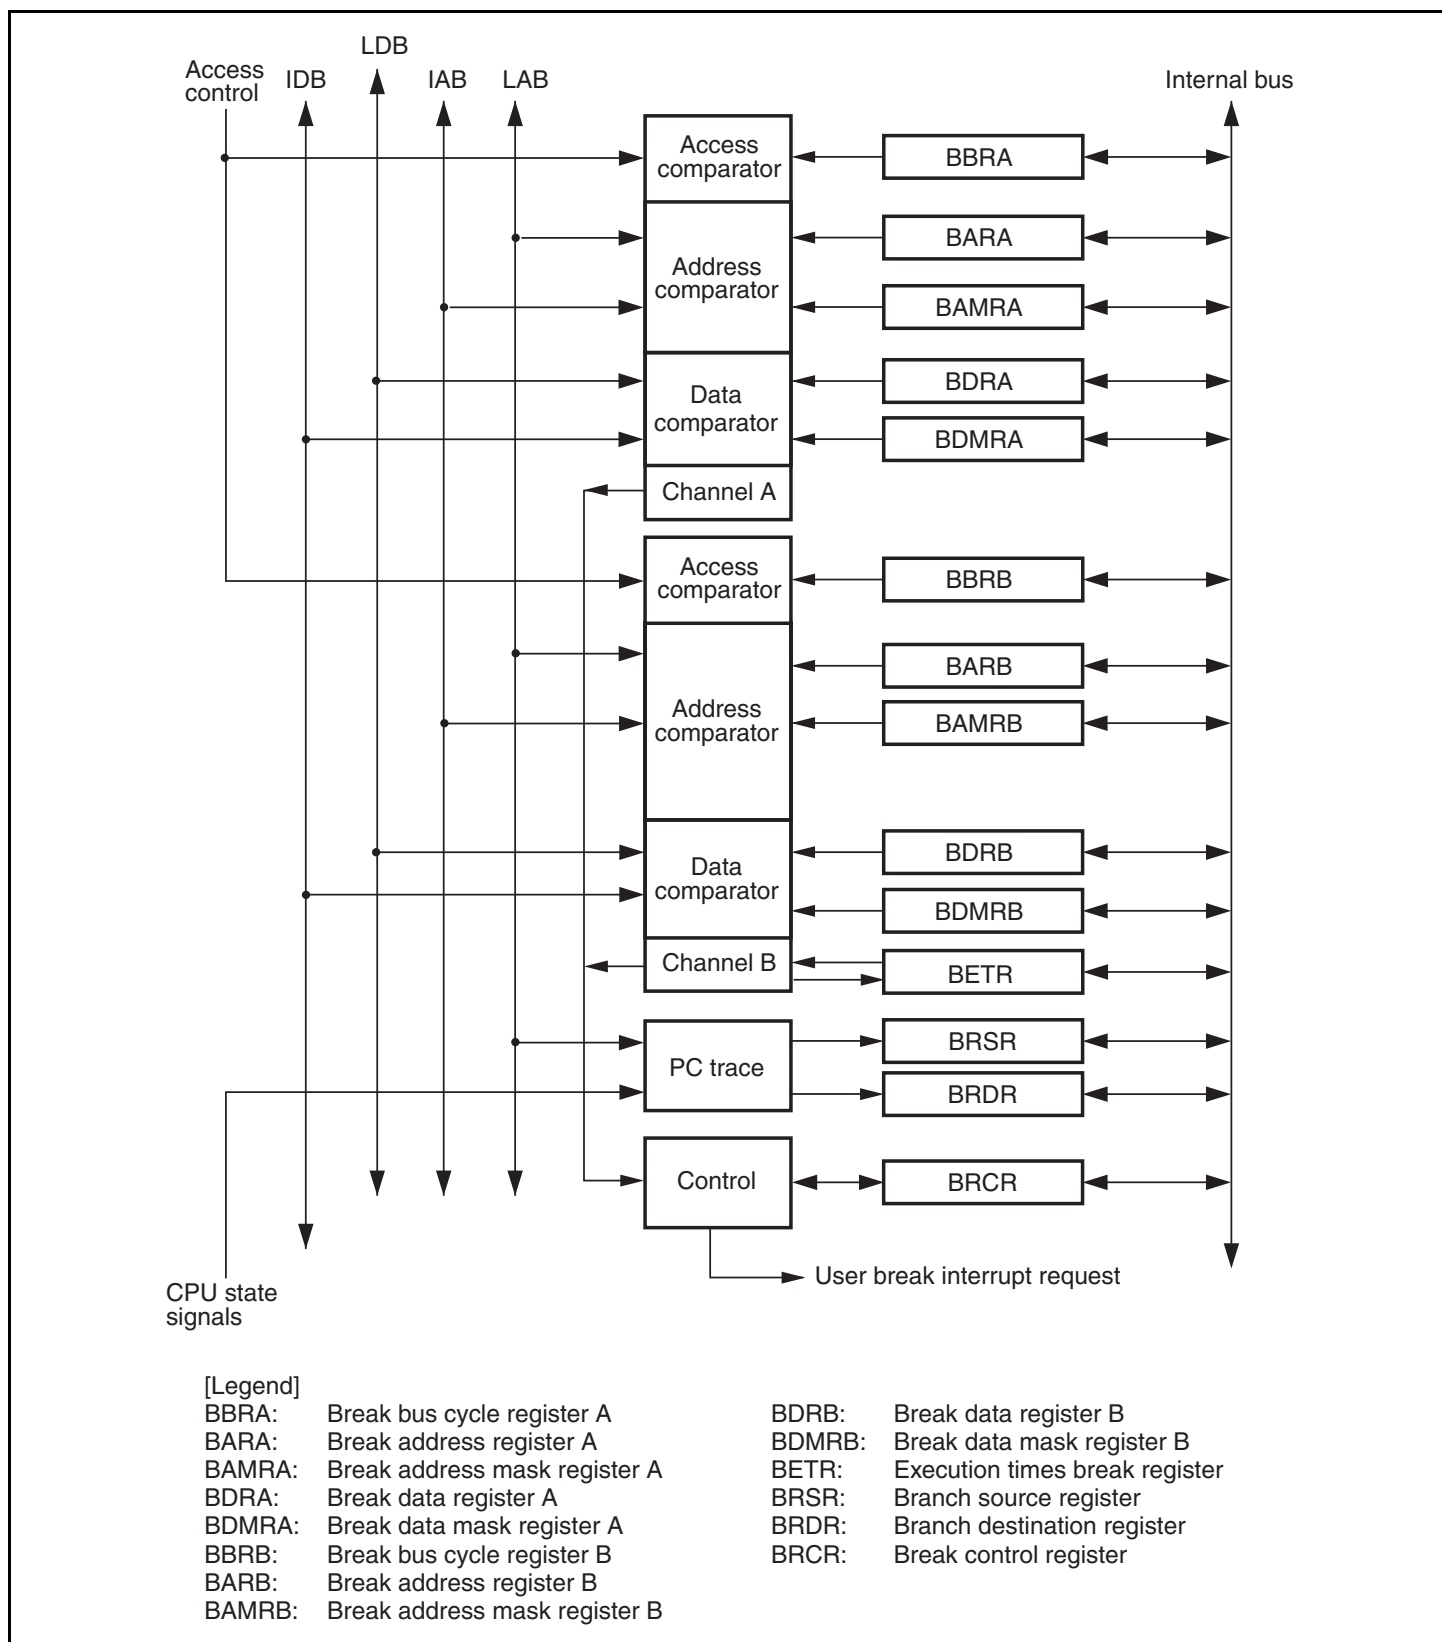 LDB
Access
control
IDB
IAB
LAB
Internal bus
Access
comparator
BBRA
BARA
Address
comparator
BAMRA
BDRA
Data
comparator
BDMRA
Channel A
Access
comparator
BBRB
BARB
Address
comparator
BAMRB
BDRB
Data
comparator
BDMRB
Channel B
BETR
BRSR
PC trace
BRDR
Control
BRCR
User break interrupt request
CPU state
signals
[Legend]
BBRA: Break bus cycle register A
BARA: Break address register A
BAMRA: Break address mask register A
BDRA: Break data register A
BDMRA: Break data mask register A
BBRB: Break bus cycle register B
BARB: Break address register B
BAMRB: Break address mask register B
BDRB: Break data register B
BDMRB: Break data mask register B
BETR: Execution times break register
BRSR: Branch source register
BRDR: Branch destination register
BRCR: Break control register